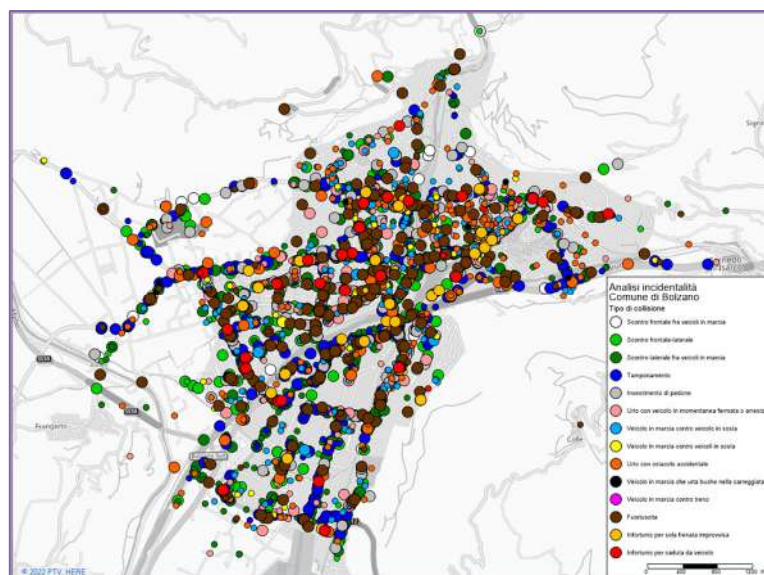 Analisi incidentalità
Comune di Bolzano
Tipo di collisione
Scontro frontale fra veicoli in marcia
Scontro frontale-laterale
Scontro laterale fra veicoli in marcia
Tamponamento
Investimento di pedone
Urto con veicolo in momentanea fermata o arresto
Veicolo in marcia contro veicolo in sosta
Veicolo in marcia contro veicoli in sosta
Urto con ostacolo accidentale
Veicolo in marcia che urta buche nella carreggiata
Veicolo in marcia contro treno
Fuoriuscita
Infortunio per sola frenata improvvisa
Infortunio per caduta da veicolo
Frangarto
Colle
© 2022 PTV, HERE